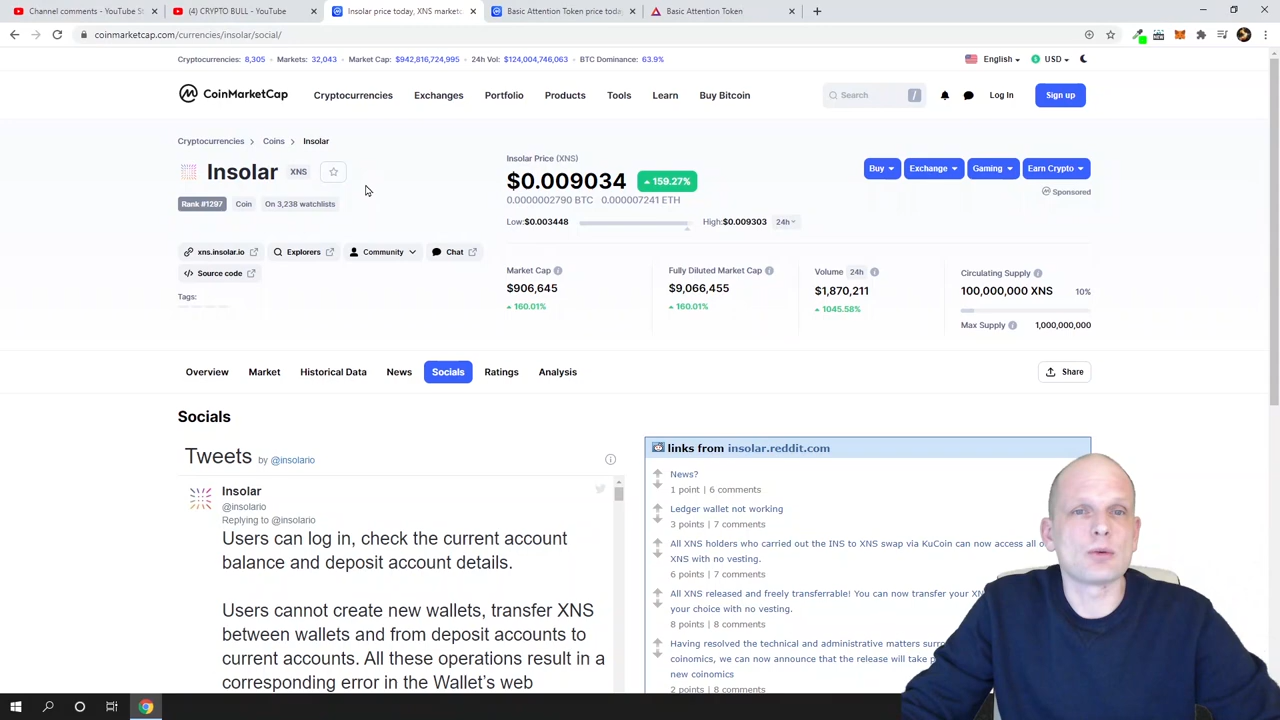 Channel comments - YouTube St
(4) CRYPTO BULL - YouTube
Insolar price today, XNS market
Basic Attention Token price today
Basic Attention Token
coinmarketcap.com/currencies/insolar/social/
Cryptocurrencies: 8,305 Markets: 32,043 Market Cap: $942,816,724,995 24h Vol: $124,004,746,063 BTC Dominance: 63.9%
English USD
CoinMarketCap Cryptocurrencies Exchanges Portfolio Products Tools Learn Buy Bitcoin Search / Log In Sign up
Cryptocurrencies > Coins > Insolar
Insolar XNS
Rank #1297 Coin On 3,238 watchlists
xns.insolar.io Explorers Community Chat
Source code
Tags:
Insolar Price (XNS)
$0.009034 159.27%
0.0000002790 BTC 0.000007241 ETH
Low:$0.003448 High:$0.009303 24h
Buy Exchange Gaming Earn Crypto
Sponsored
Market Cap
$906,645
160.01%
Fully Diluted Market Cap
$9,066,455
160.01%
Volume 24h
$1,870,211
1045.58%
Circulating Supply
100,000,000 XNS 10%
Max Supply 1,000,000,000
Overview Market Historical Data News Socials Ratings Analysis Share
Socials
Tweets by @insolario
Insolar
@insolario
Replying to @insolario
Users can log in, check the current account
balance and deposit account details.
Users cannot create new wallets, transfer XNS
between wallets and from deposit accounts to
current accounts. All these operations result in a
corresponding error in the Wallet's web
links from insolar.reddit.com
News?
1 point | 6 comments
Ledger wallet not working
3 points | 7 comments
All XNS holders who carried out the INS to XNS swap via KuCoin can now access all o
XNS with no vesting.
6 points | 7 comments
All XNS released and freely transferrable! You can now transfer your XN
your choice with no vesting.
8 points | 8 comments
Having resolved the technical and administrative matters surr
coinomics, we can now announce that the release will take p
new coinomics
2 points | 8 comments